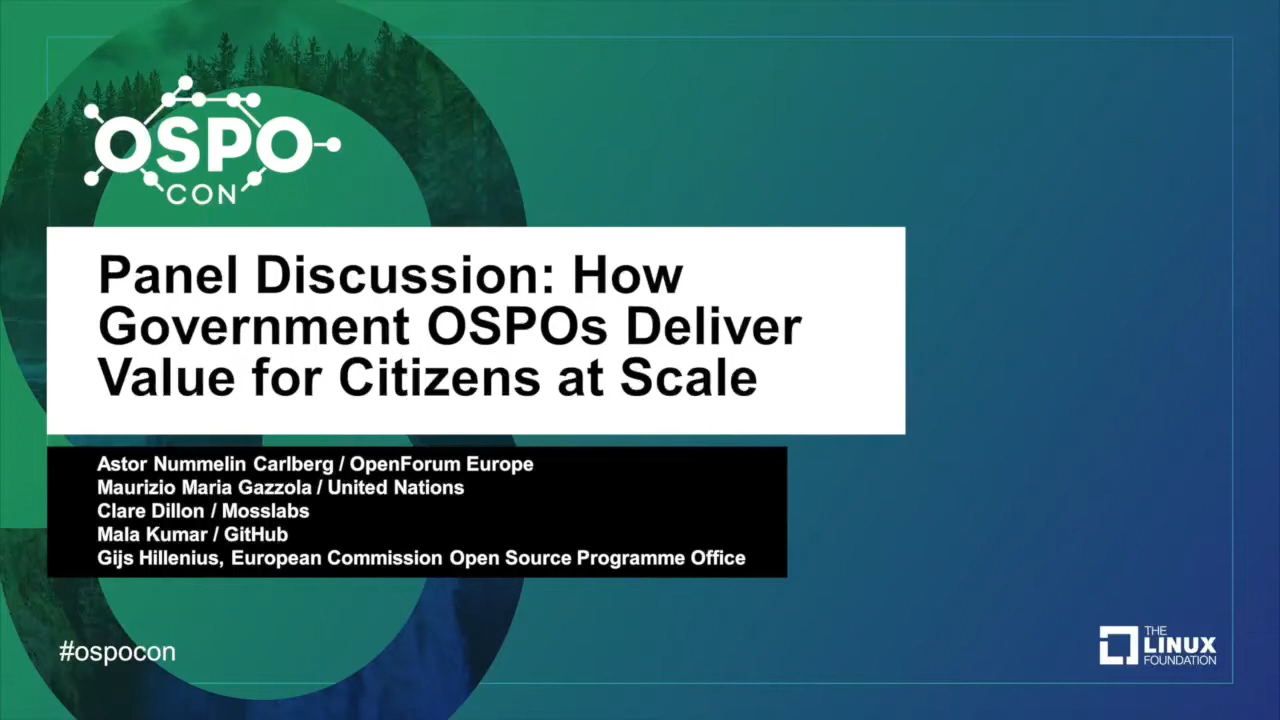 OSPO
CON
Panel Discussion: How
Government OSPOs Deliver
Value for Citizens at Scale
Astor Nummelin Carlberg / OpenForum Europe
Maurizio Maria Gazzola / United Nations
Clare Dillon / Mosslabs
Mala Kumar / GitHub
Gijs Hillenius, European Commission Open Source Programme Office
#ospocon
THE
LINUX
FOUNDATION